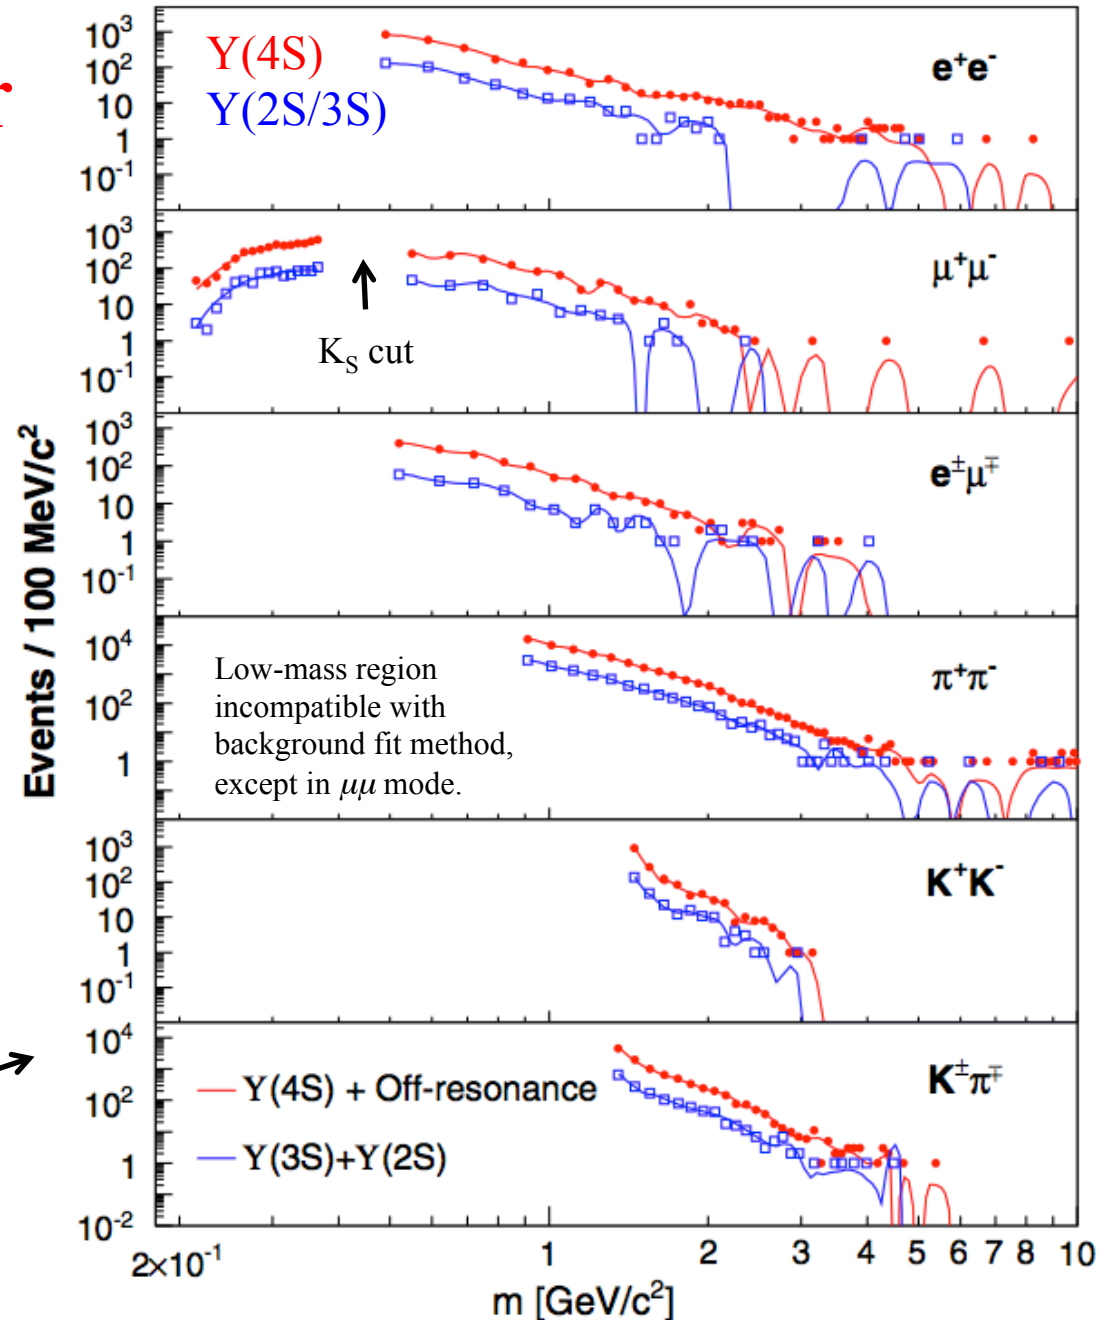 Events / 100 MeV/c²
10³
10²
10
1
10⁻¹
Υ(4S)
Υ(2S/3S)
e⁺e⁻
10³
10²
10
1
10⁻¹
K_S cut
μ⁺μ⁻
10³
10²
10
1
10⁻¹
e^±μ^∓
10⁴
10²
1
Low-mass region
incompatible with
background fit method,
except in μμ mode.
π⁺π⁻
10³
10²
10
1
10⁻¹
K⁺K⁻
10⁴
10²
1
10⁻²
Υ(4S) + Off-resonance
Υ(3S)+Υ(2S)
K^±π^∓
2×10⁻¹ 1 2 3 4 5 6 7 8 10
m [GeV/c²]